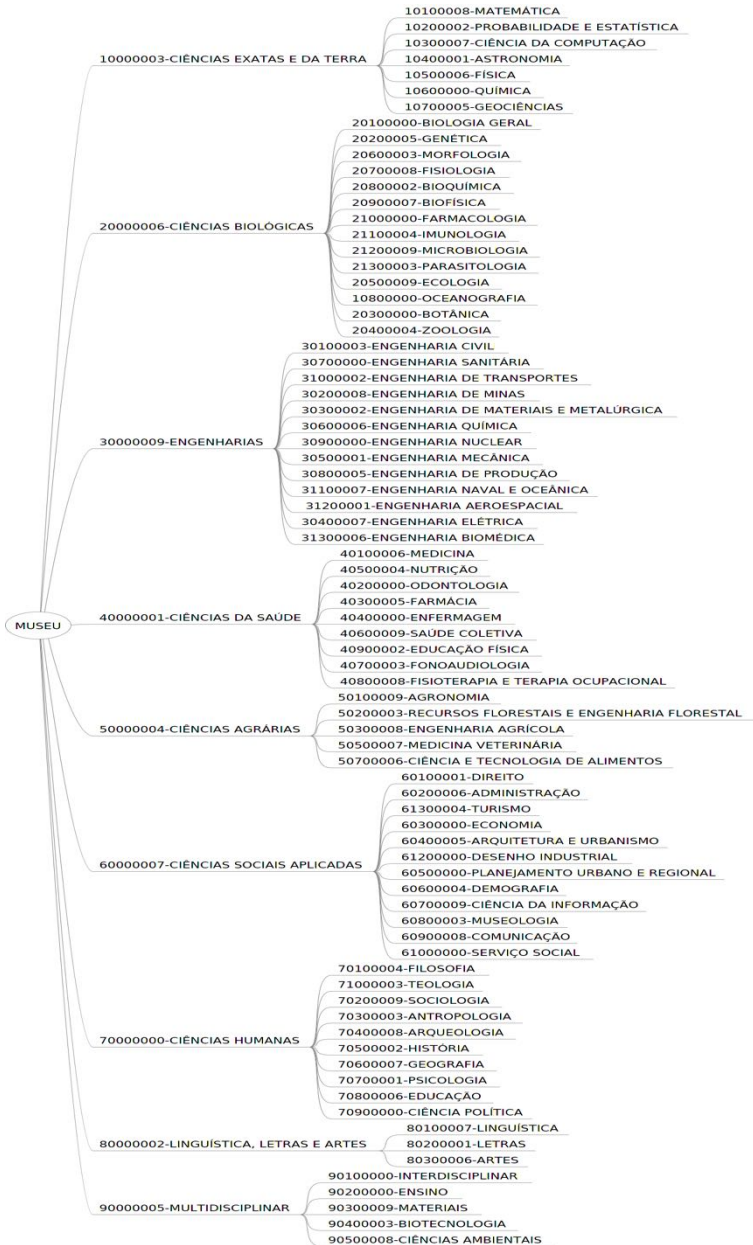 MUSEU
10000003-CIÊNCIAS EXATAS E DA TERRA
10100008-MATEMÁTICA
10200002-PROBABILIDADE E ESTATÍSTICA
10300007-CIÊNCIA DA COMPUTAÇÃO
10400001-ASTRONOMIA
10500006-FÍSICA
10600000-QUÍMICA
10700005-GEOCIÊNCIAS
20000006-CIÊNCIAS BIOLÓGICAS
20100000-BIOLOGIA GERAL
20200005-GENÉTICA
20600003-MORFOLOGIA
20700008-FISIOLOGIA
20800002-BIOQUÍMICA
20900007-BIOFÍSICA
21000000-FARMACOLOGIA
21100004-IMUNOLOGIA
21200009-MICROBIOLOGIA
21300003-PARASITOLOGIA
20500009-ECOLOGIA
10800000-OCEANOGRAFIA
20300000-BOTÂNICA
20400004-ZOOLOGIA
30000009-ENGENHARIAS
30100003-ENGENHARIA CIVIL
30700000-ENGENHARIA SANITÁRIA
31000002-ENGENHARIA DE TRANSPORTES
30200008-ENGENHARIA DE MINAS
30300002-ENGENHARIA DE MATERIAIS E METALÚRGICA
30600006-ENGENHARIA QUÍMICA
30900000-ENGENHARIA NUCLEAR
30500001-ENGENHARIA MECÂNICA
30800005-ENGENHARIA DE PRODUÇÃO
31100007-ENGENHARIA NAVAL E OCEÂNICA
31200001-ENGENHARIA AEROESPACIAL
30400007-ENGENHARIA ELÉTRICA
31300006-ENGENHARIA BIOMÉDICA
40000001-CIÊNCIAS DA SAÚDE
40100006-MEDICINA
40500004-NUTRIÇÃO
40200000-ODONTOLOGIA
40300005-FARMÁCIA
40400000-ENFERMAGEM
40600009-SAÚDE COLETIVA
40900002-EDUCAÇÃO FÍSICA
40700003-FONOAUDIOLOGIA
40800008-FISIOTERAPIA E TERAPIA OCUPACIONAL
50000004-CIÊNCIAS AGRÁRIAS
50100009-AGRONOMIA
50200003-RECURSOS FLORESTAIS E ENGENHARIA FLORESTAL
50300008-ENGENHARIA AGRÍCOLA
50500007-MEDICINA VETERINÁRIA
50700006-CIÊNCIA E TECNOLOGIA DE ALIMENTOS
60000007-CIÊNCIAS SOCIAIS APLICADAS
60100001-DIREITO
60200006-ADMINISTRAÇÃO
61300004-TURISMO
60300000-ECONOMIA
60400005-ARQUITETURA E URBANISMO
61200000-DESENHO INDUSTRIAL
60500000-PLANEJAMENTO URBANO E REGIONAL
60600004-DEMOGRAFIA
60700009-CIÊNCIA DA INFORMAÇÃO
60800003-MUSEOLOGIA
60900008-COMUNICAÇÃO
61000000-SERVIÇO SOCIAL
70000000-CIÊNCIAS HUMANAS
70100004-FILOSOFIA
71000003-TEOLOGIA
70200009-SOCIOLOGIA
70300003-ANTROPOLOGIA
70400008-ARQUEOLOGIA
70500002-HISTÓRIA
70600007-GEOGRAFIA
70700001-PSICOLOGIA
70800006-EDUCAÇÃO
70900000-CIÊNCIA POLÍTICA
80000002-LINGUÍSTICA, LETRAS E ARTES
80100007-LINGUÍSTICA
80200001-LETRAS
80300006-ARTES
90000005-MULTIDISCIPLINAR
90100000-INTERDISCIPLINAR
90200000-ENSINO
90300009-MATERIAIS
90400003-BIOTECNOLOGIA
90500008-CIÊNCIAS AMBIENTAIS